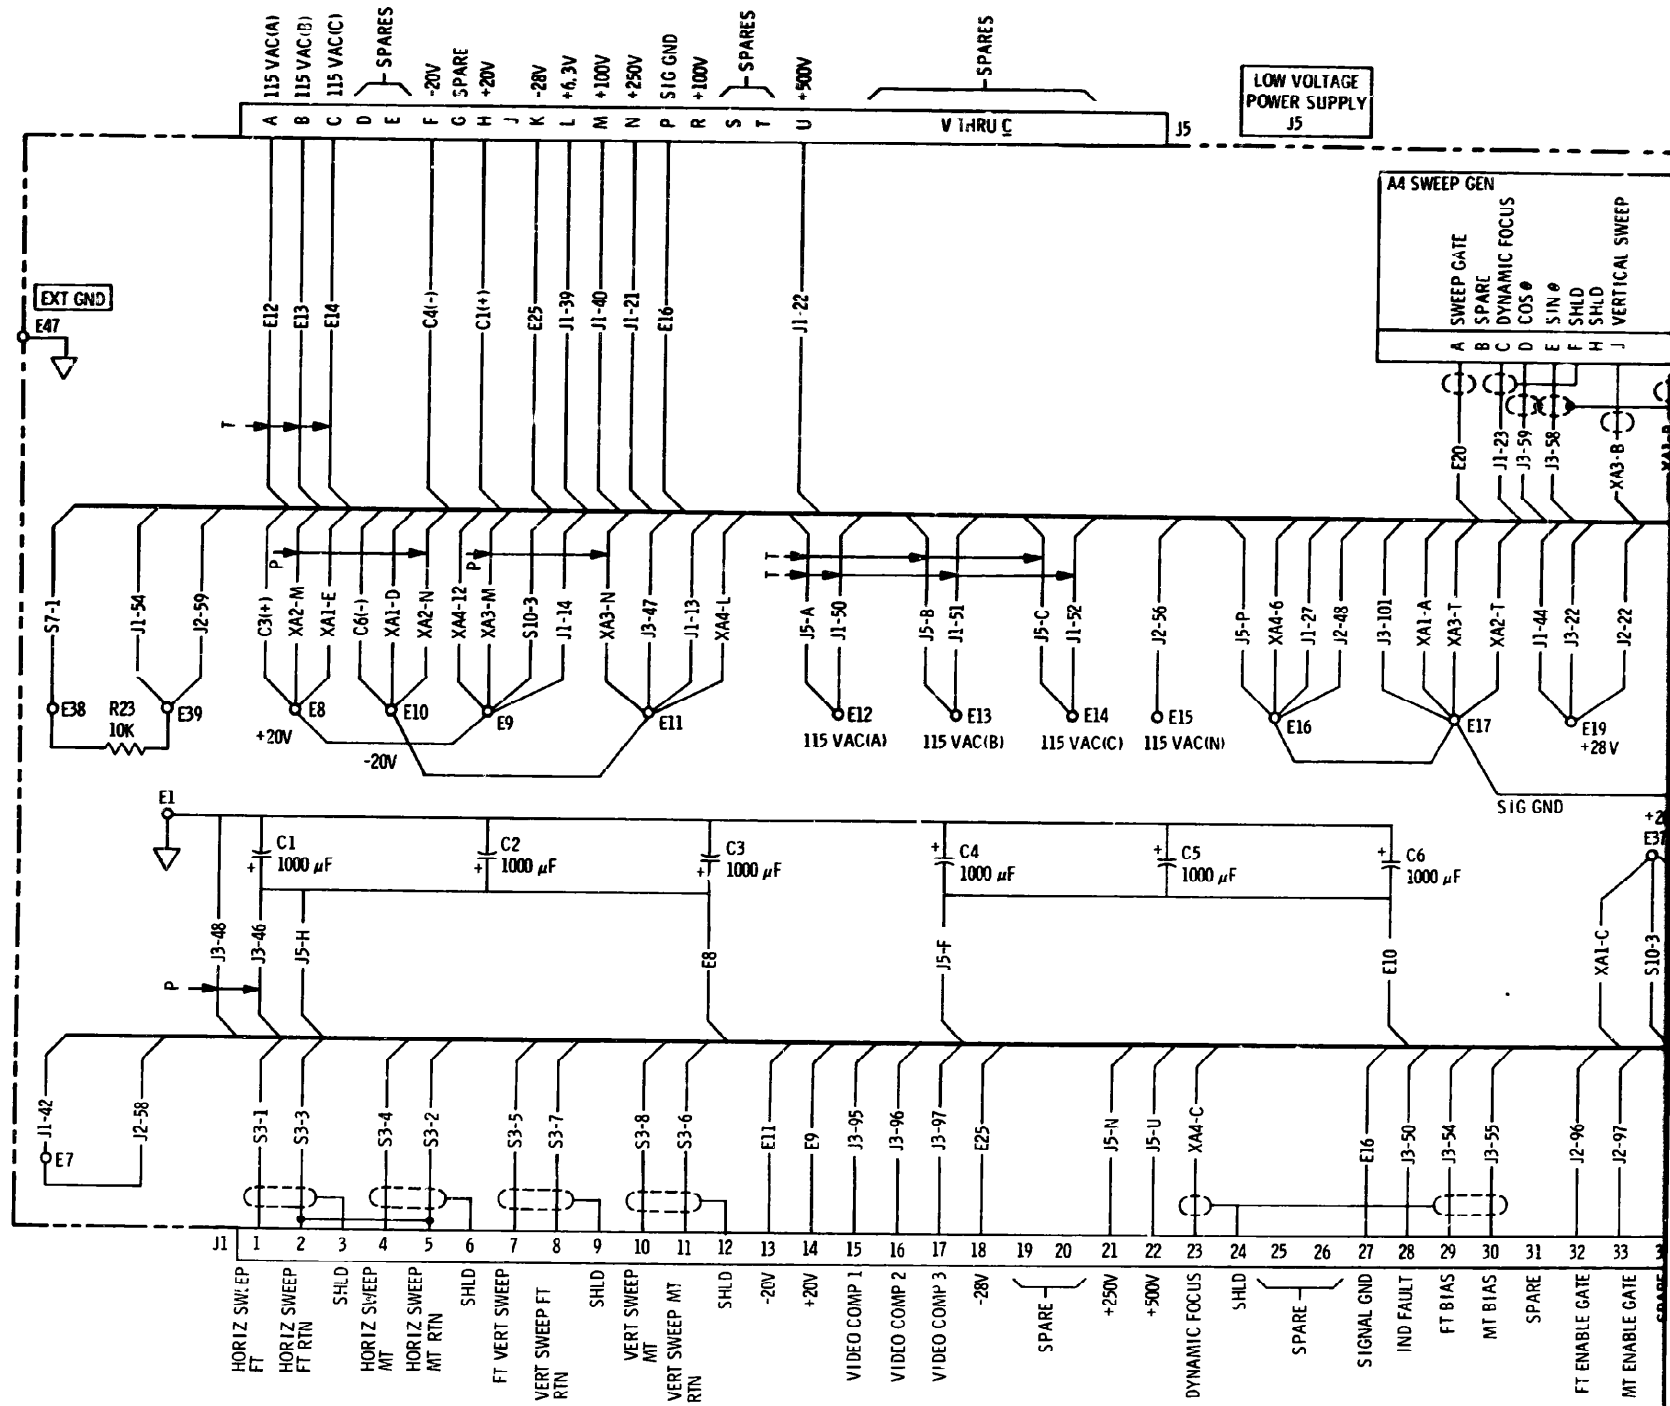 115 VAC(A)
115 VAC(B)
115 VAC(C)
SPARES
-20V
SPARE
+20V
-28V
+6.3V
+100V
+250V
SIG GND
+100V
SPARES
+500V
SPARES
LOW VOLTAGE
POWER SUPPLY
J5
A B C D E F G H J K L M N P R S T U V THRU C
J5
A4 SWEEP GEN
SWEEP GATE
SPARE
DYNAMIC FOCUS
COS θ
SIN θ
SHLD
SHLD
VERTICAL SWEEP
A B C D E F H J
EXT GND
E47
E12
E13
E14
C4(-)
C1(+)
E25
J1-39
J1-40
J1-21
E16
J1-22
T
E20
J1-23
J3-59
J3-58
XA3-B
S7-1
J1-54
J2-59
C3(+)
XA2-M
XA1-E
C6(-)
XA1-D
XA2-N
XA4-12
XA3-M
S10-3
J1-14
XA3-N
J3-47
J1-13
XA4-L
J5-A
J1-50
J5-B
J1-51
J5-C
J1-52
J2-56
J5-P
XA4-6
J1-27
J2-48
J3-101
XA1-A
XA3-T
XA2-T
J1-44
J3-22
J2-22
P
P
T
T
E38
R23
10K
E39
E8
+20V
E10
-20V
E9
E11
E12
115 VAC(A)
E13
115 VAC(B)
E14
115 VAC(C)
E15
115 VAC(N)
E16
E17
E19
+28V
SIG GND
E1
C1
1000 μF
+
C2
1000 μF
+
C3
1000 μF
+
C4
1000 μF
+
C5
1000 μF
+
C6
1000 μF
+
E37
J3-48
J3-46
J5-H
E8
J5-F
E10
XA1-C
S10-3
P
J1-42
J2-58
E7
S3-1
S3-3
S3-4
S3-2
S3-5
S3-7
S3-8
S3-6
E11
E9
J3-95
J3-96
J3-97
E25
J5-N
J5-U
XA4-C
E16
J3-50
J3-54
J3-55
J2-96
J2-97
J1 1 2 3 4 5 6 7 8 9 10 11 12 13 14 15 16 17 18 19 20 21 22 23 24 25 26 27 28 29 30 31 32 33
HORIZ SWEEP
FT
HORIZ SWEEP
FT RTN
SHLD
HORIZ SWEEP
MT
HORIZ SWEEP
MT RTN
SHLD
FT VERT SWEEP
VERT SWEEP FT
RTN
SHLD
VERT SWEEP
MT
VERT SWEEP MT
RTN
SHLD
-20V
+20V
VIDEO COMP 1
VIDEO COMP 2
VIDEO COMP 3
-28V
SPARE
+250V
+500V
DYNAMIC FOCUS
SHLD
SPARE
SIGNAL GND
IND FAULT
FT BIAS
MT BIAS
SPARE
FT ENABLE GATE
MT ENABLE GATE
SPARE